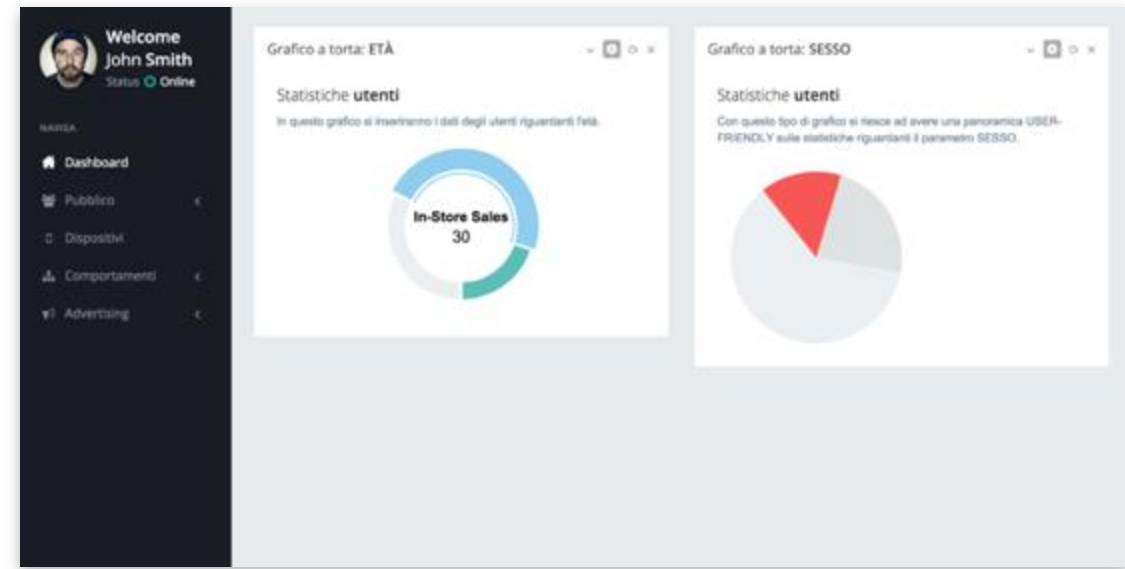 Welcome
John Smith
Status Online
NAVIGA
Dashboard
Pubblico
Dispositivi
Comportamenti
Advertising
Grafico a torta: ETÀ
Statistiche utenti
In questo grafico si inseriranno i dati degli utenti riguardanti l'età.
In-Store Sales
30
Grafico a torta: SESSO
Statistiche utenti
Con questo tipo di grafico si riesce ad avere una panoramica USER-
FRIENDLY sulle statistiche riguardanti il parametro SESSO.